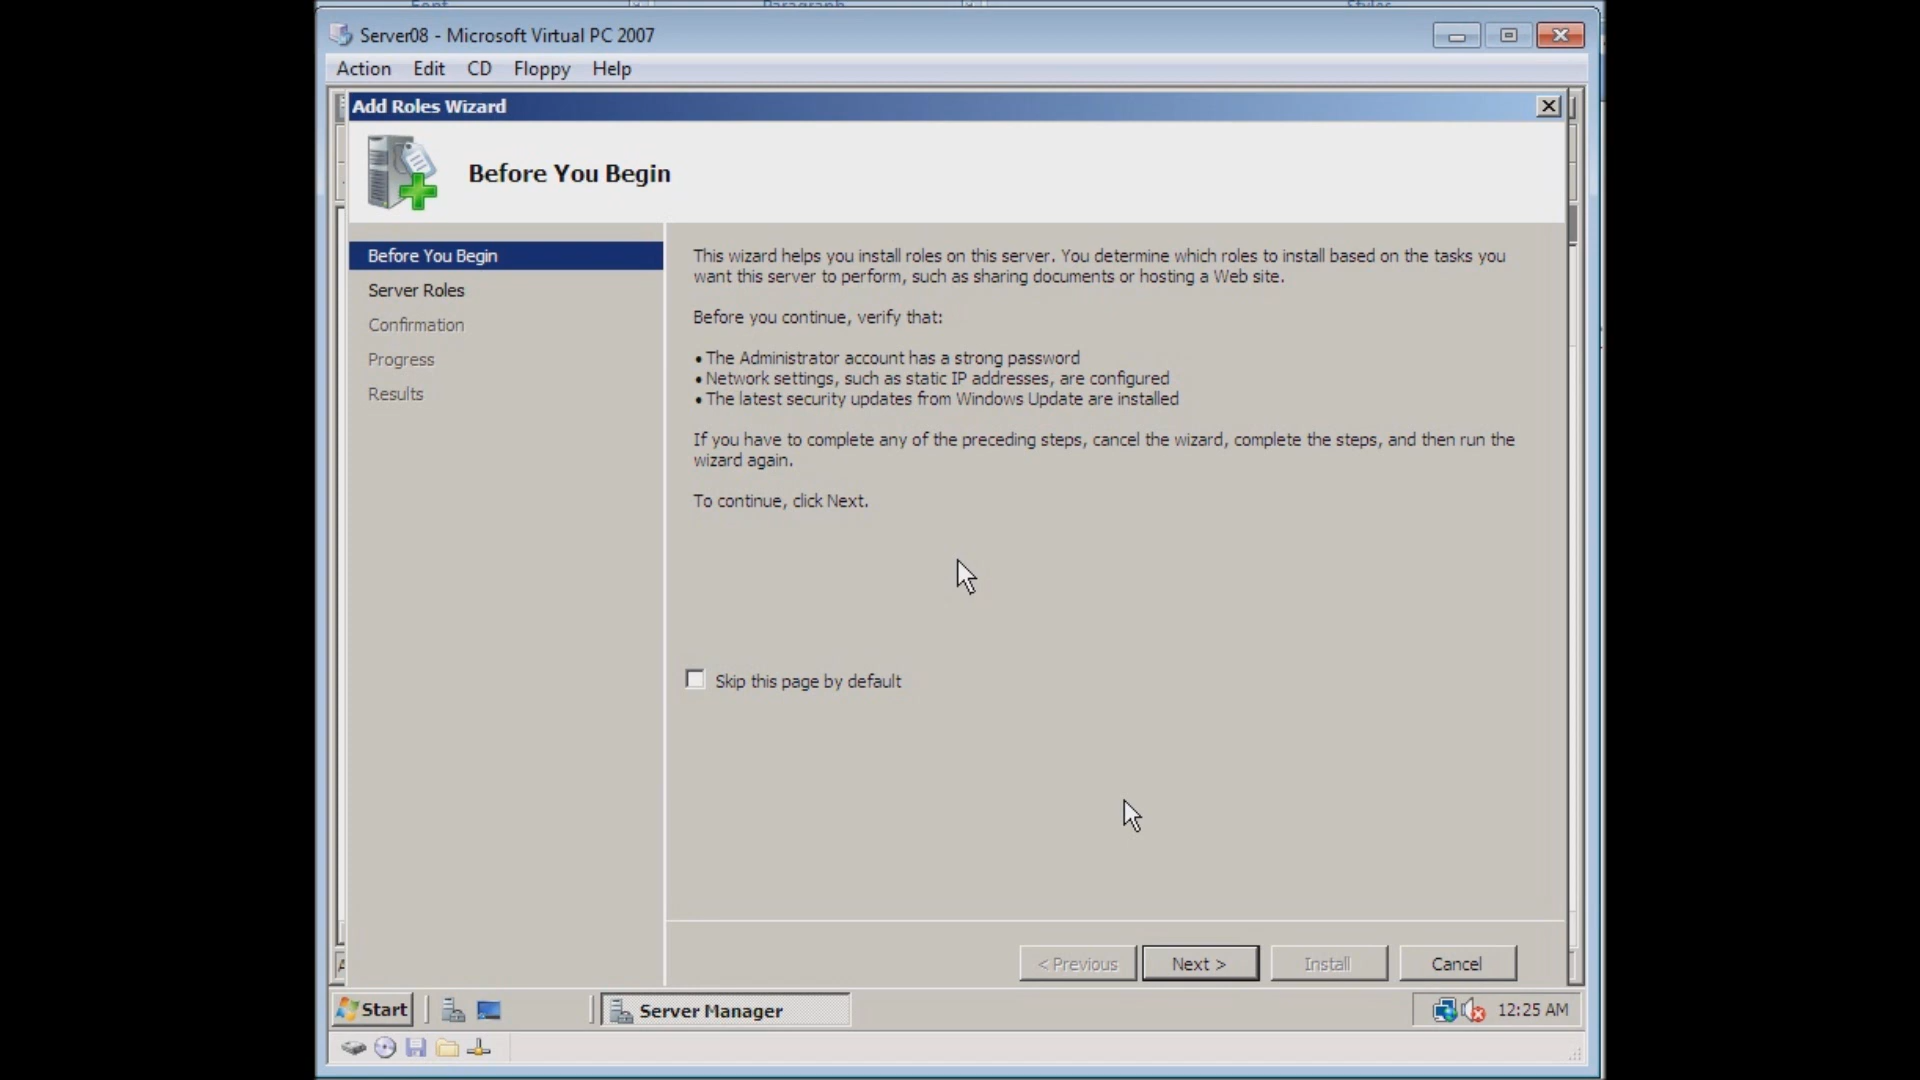 Font Paragraph Styles
Server08 - Microsoft Virtual PC 2007
Action Edit CD Floppy Help
Add Roles Wizard
Before You Begin
Before You Begin
Server Roles
Confirmation
Progress
Results
This wizard helps you install roles on this server. You determine which roles to install based on the tasks you
want this server to perform, such as sharing documents or hosting a Web site.
Before you continue, verify that:
• The Administrator account has a strong password
• Network settings, such as static IP addresses, are configured
• The latest security updates from Windows Update are installed
If you have to complete any of the preceding steps, cancel the wizard, complete the steps, and then run the
wizard again.
To continue, click Next.
Skip this page by default
< Previous Next > Install Cancel
Start Server Manager 12:25 AM